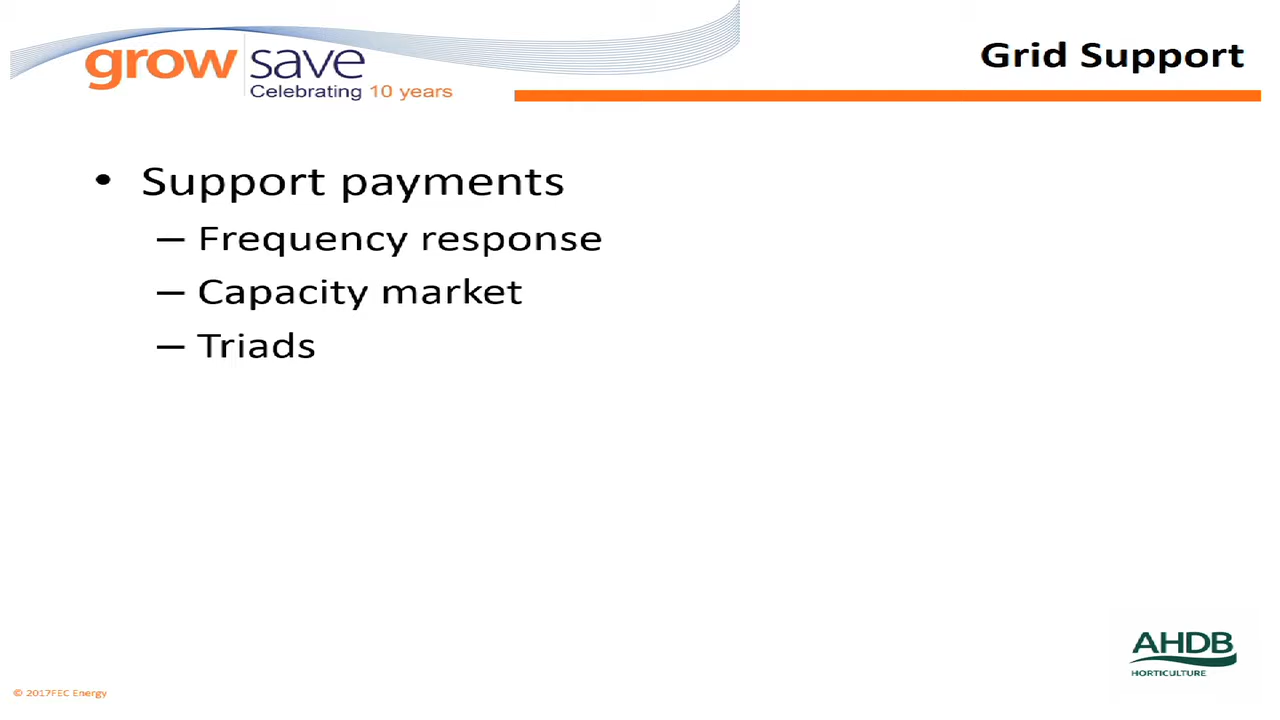 grow save
Celebrating 10 years
Grid Support
• Support payments
– Frequency response
– Capacity market
– Triads
AHDB
HORTICULTURE
© 2017FEC Energy